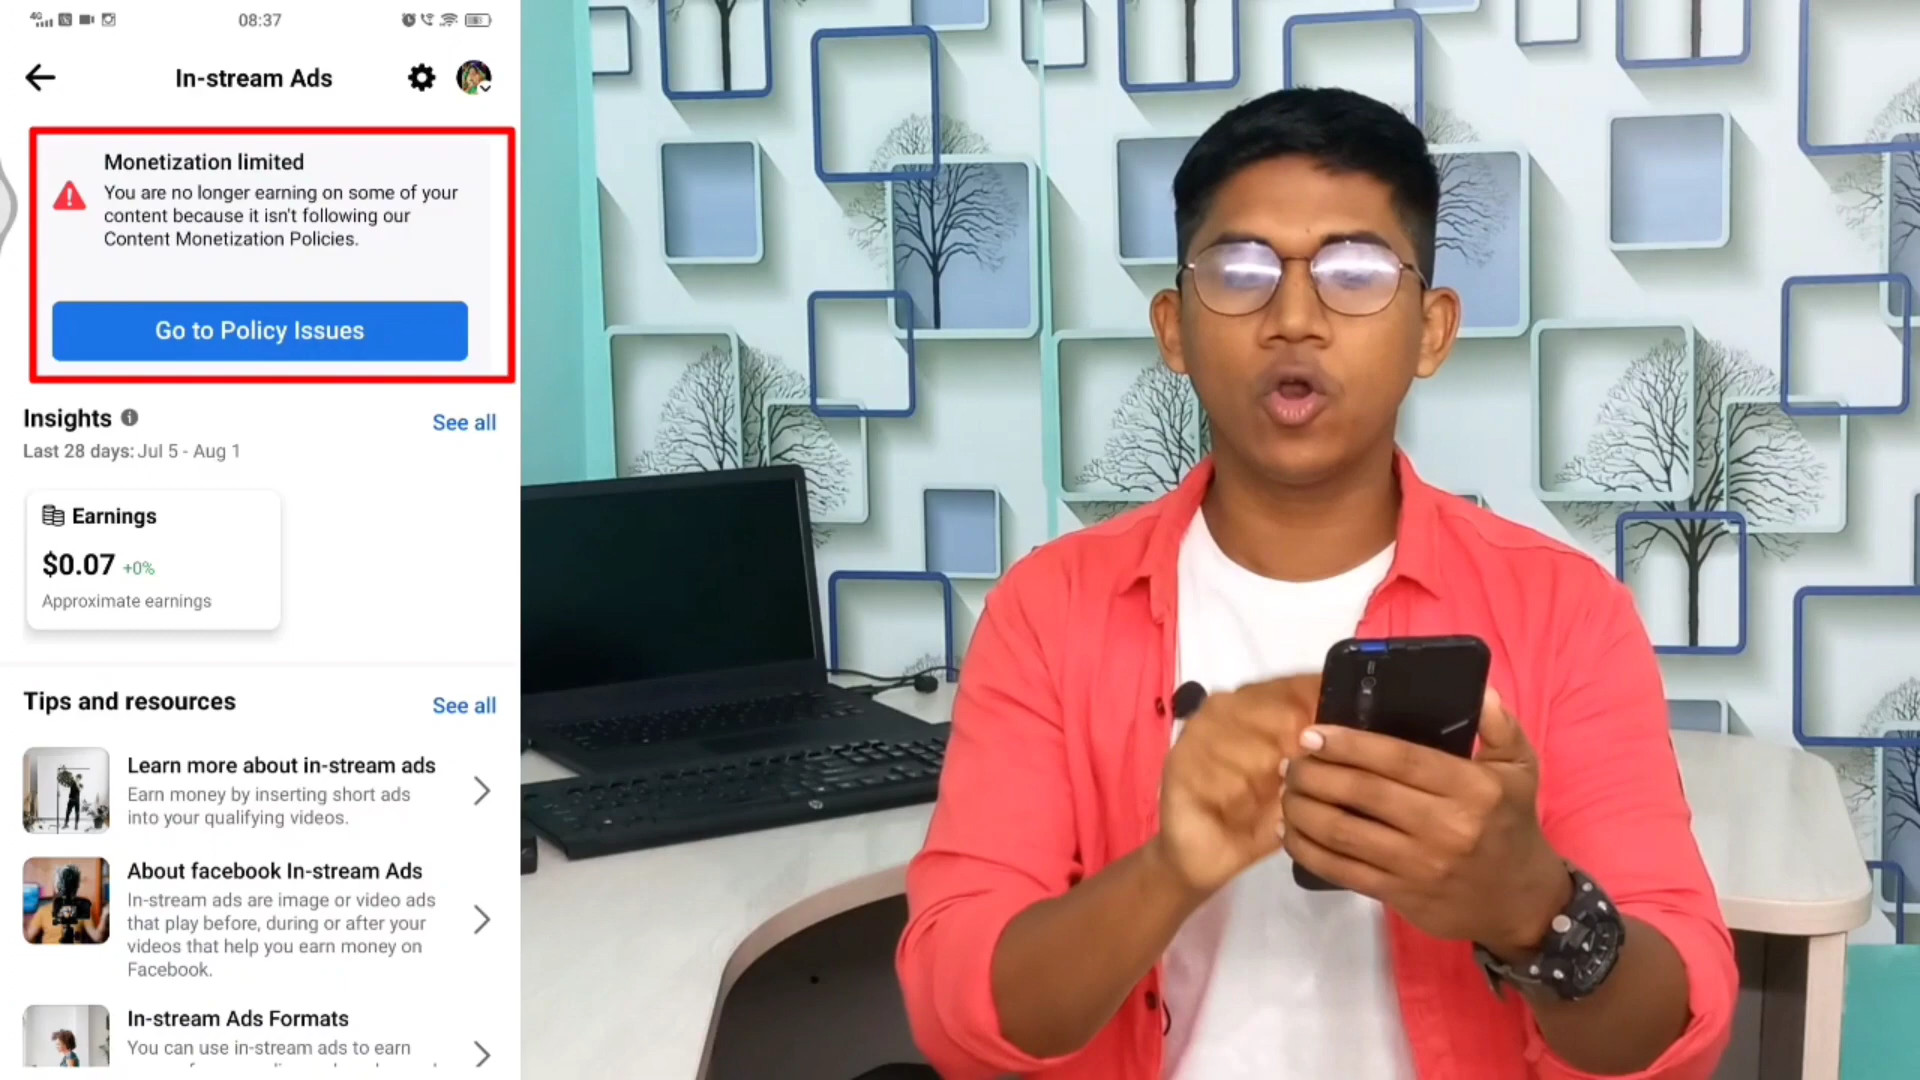 4G
08:37
In-stream Ads
Monetization limited
You are no longer earning on some of your
content because it isn't following our
Content Monetization Policies.
Go to Policy Issues
Insights
See all
Last 28 days: Jul 5 - Aug 1
Earnings
$0.07 +0%
Approximate earnings
Tips and resources
See all
Learn more about in-stream ads
Earn money by inserting short ads
into your qualifying videos.
About facebook In-stream Ads
In-stream ads are image or video ads
that play before, during or after your
videos that help you earn money on
Facebook.
In-stream Ads Formats
You can use in-stream ads to earn